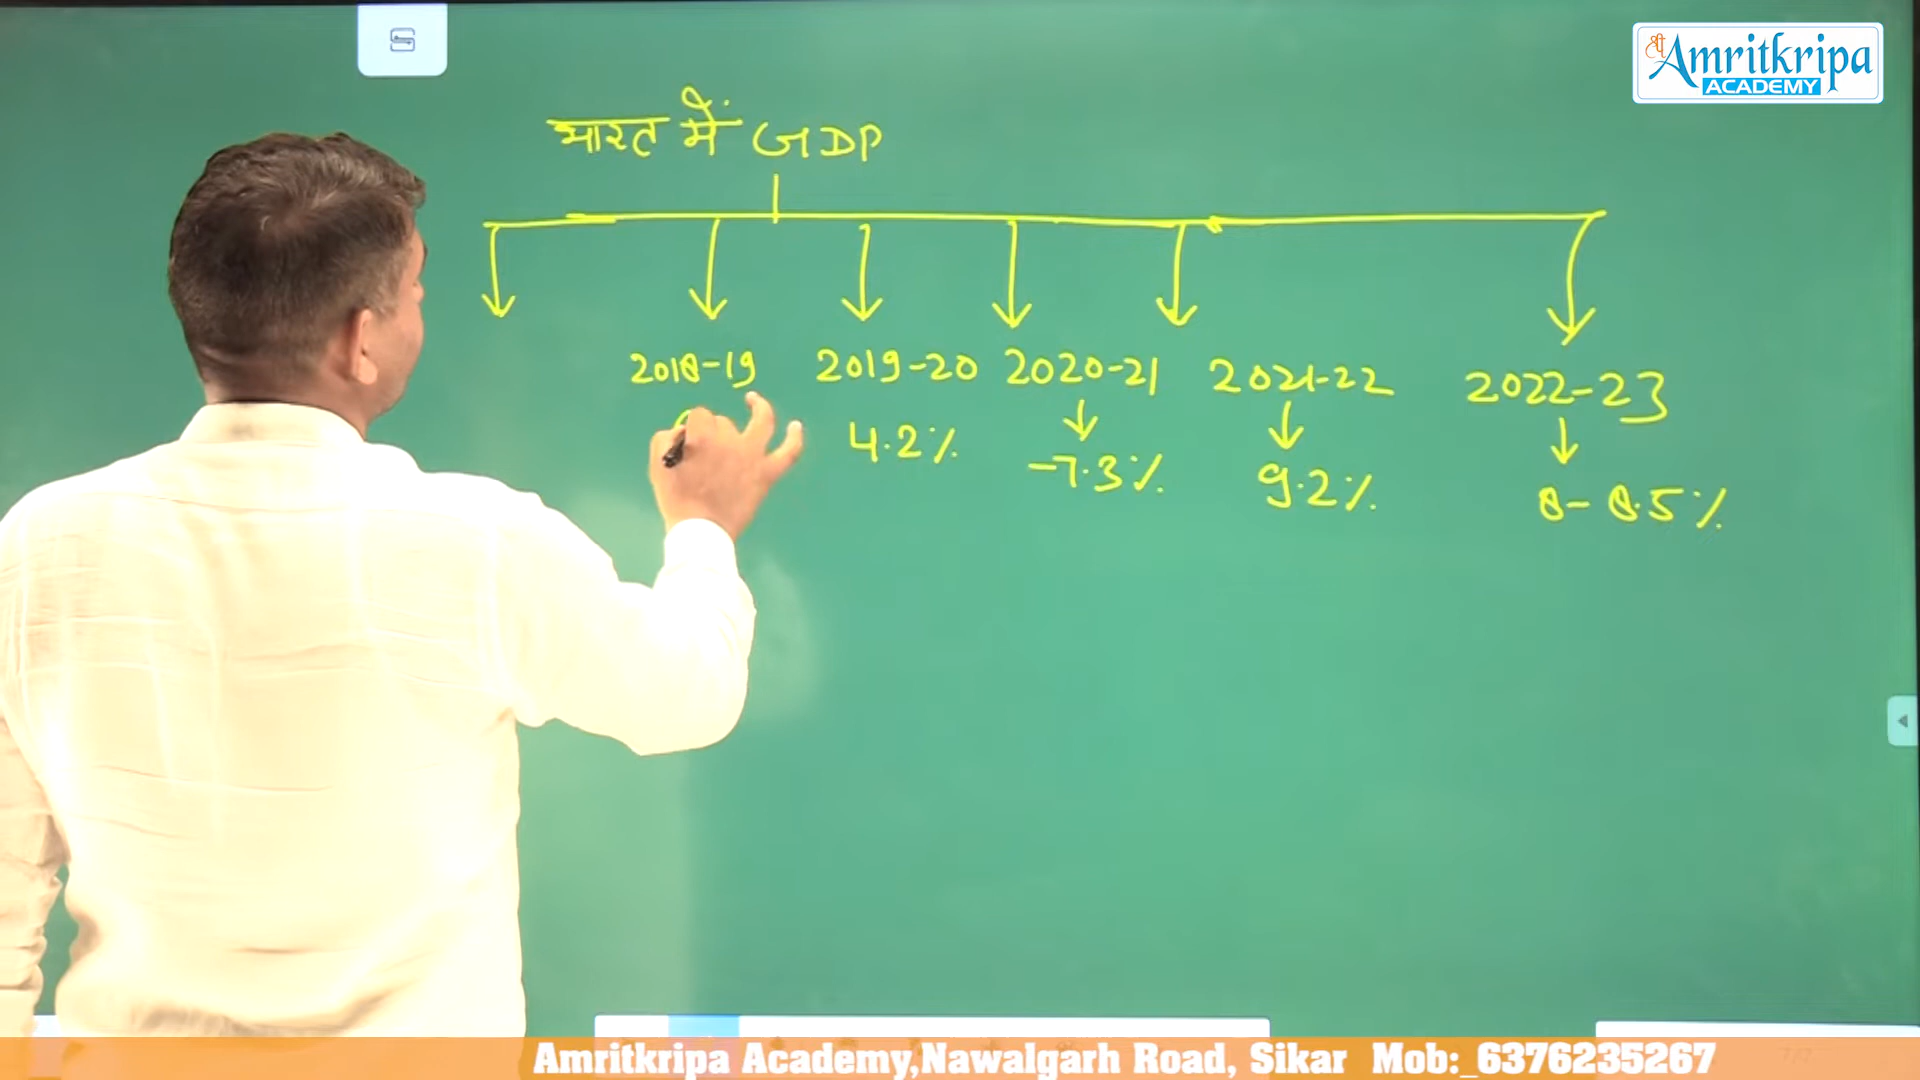 श्री Amritkripa
ACADEMY
भारत में GDP
2018-19 2019-20 2020-21 2021-22 2022-23
4.2% -7.3% 9.2% 8-8.5%
Amritkripa Academy,Nawalgarh Road, Sikar Mob:_6376235267